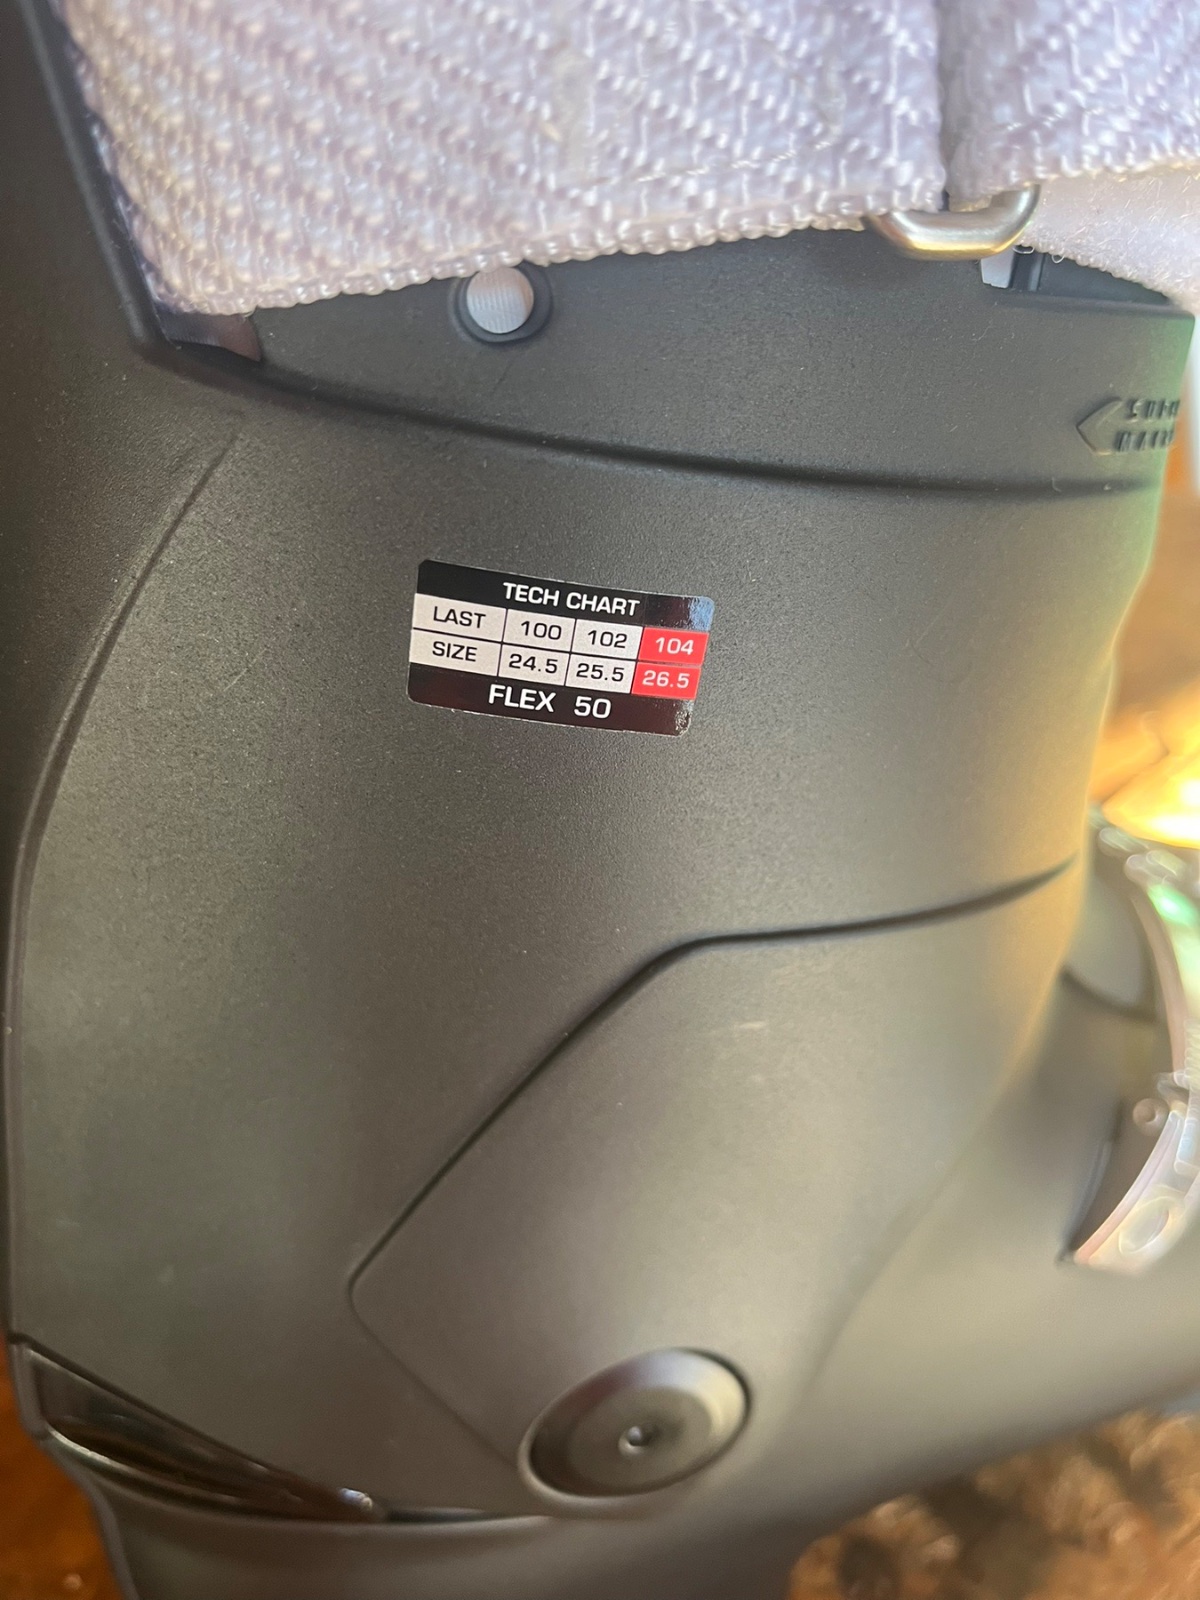 TECH CHART
LAST 100 102 104
SIZE 24.5 25.5 26.5
FLEX 50